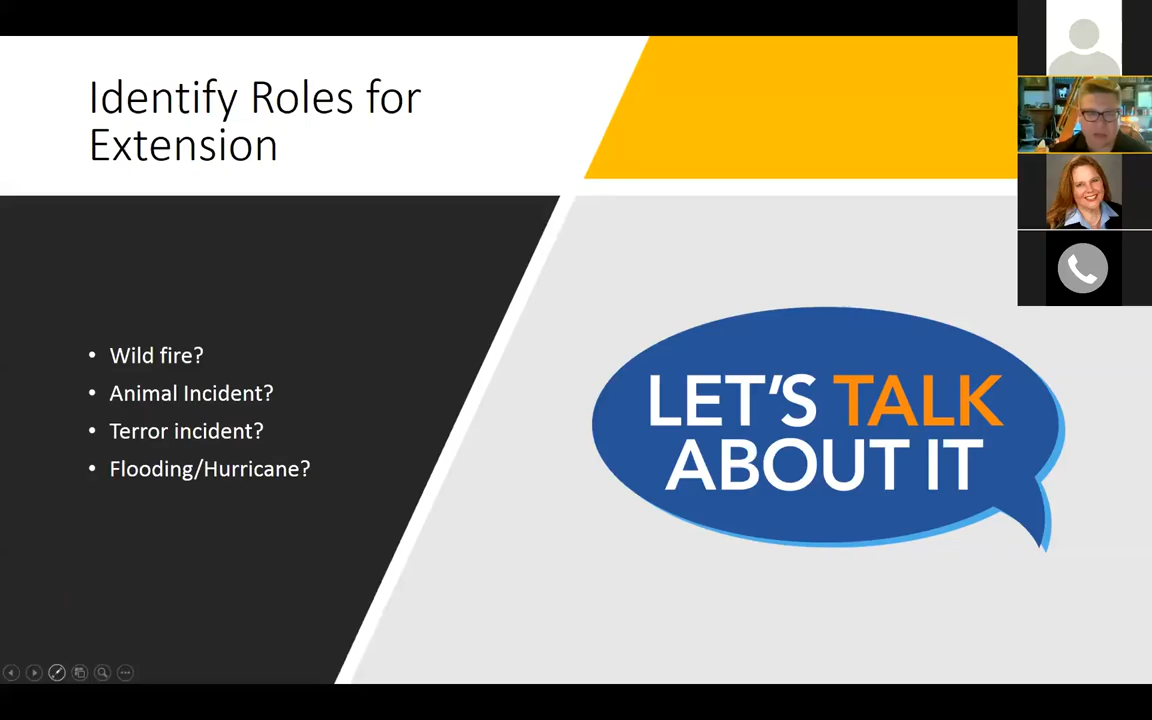 Identify Roles for
Extension
• Wild fire?
• Animal Incident?
• Terror incident?
• Flooding/Hurricane?
LET'S TALK
ABOUT IT